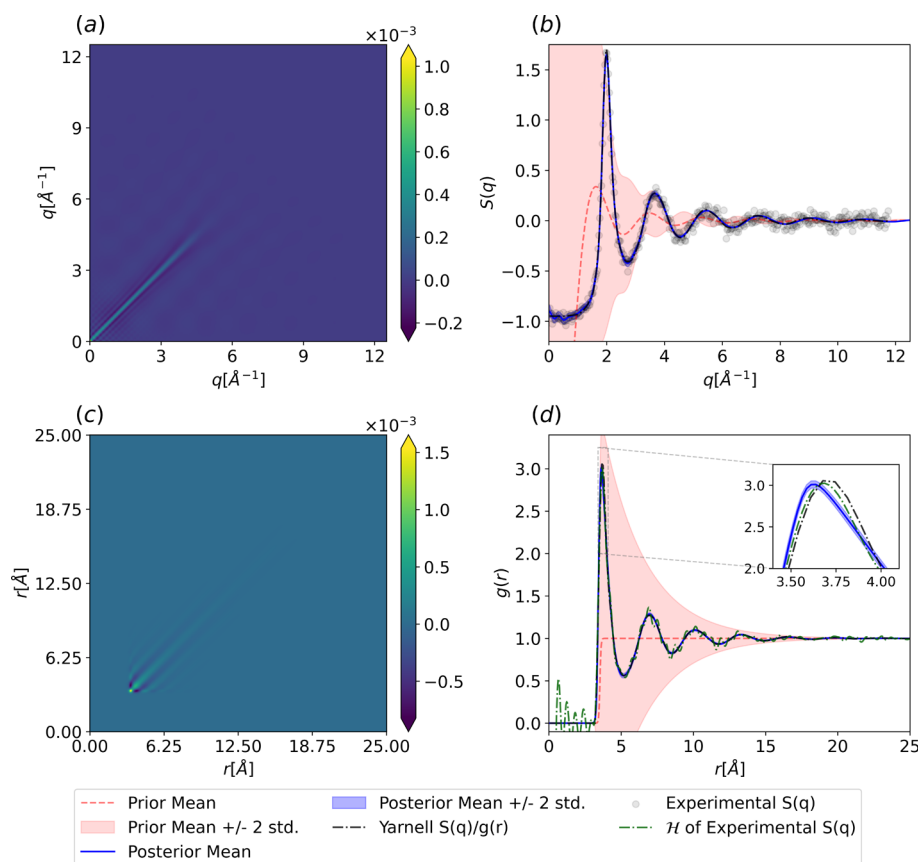 (a)
×10⁻³
12
9
6
3
0
q[Å⁻¹]
0 3 6 9 12
q[Å⁻¹]
1.0
0.8
0.6
0.4
0.2
0.0
−0.2
(b)
1.5
1.0
0.5
0.0
−0.5
−1.0
S(q)
0 2 4 6 8 10 12
q[Å⁻¹]
(c)
×10⁻³
25.00
18.75
12.50
6.25
0.00
r[Å]
0.00 6.25 12.50 18.75 25.00
r[Å]
1.5
1.0
0.5
0.0
−0.5
(d)
3.0
2.5
2.0
1.5
1.0
0.5
0.0
g(r)
0 5 10 15 20 25
r[Å]
3.0
2.5
2.0
3.50 3.75 4.00
Prior Mean
Prior Mean +/- 2 std.
Posterior Mean
Posterior Mean +/- 2 std.
Yarnell S(q)/g(r)
Experimental S(q)
ℋ of Experimental S(q)